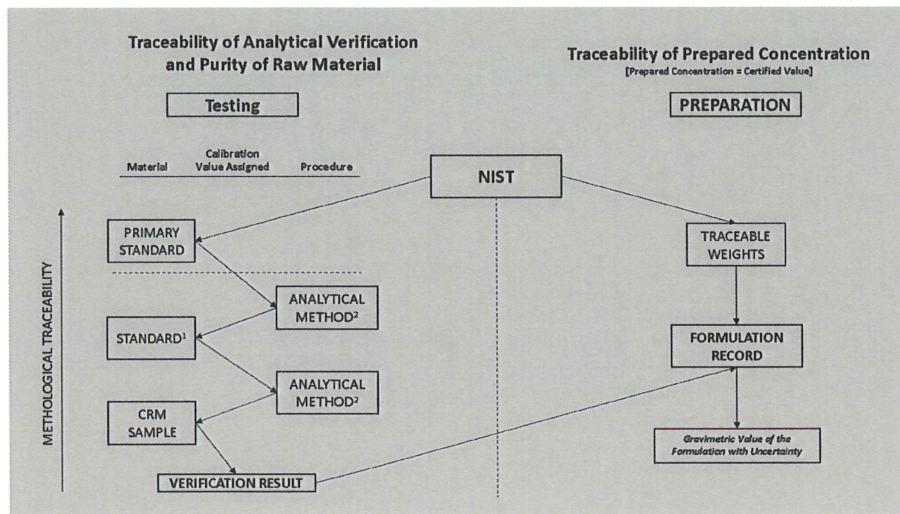 Traceability of Analytical Verification
and Purity of Raw Material
Testing
Material
Calibration
Value Assigned
Procedure
Traceability of Prepared Concentration
[Prepared Concentration = Certified Value]
PREPARATION
NIST
METHOLOGICAL TRACEABILITY
PRIMARY
STANDARD
ANALYTICAL
METHOD²
STANDARD¹
ANALYTICAL
METHOD²
CRM
SAMPLE
VERIFICATION RESULT
TRACEABLE
WEIGHTS
FORMULATION
RECORD
Gravimetric Value of the
Formulation with Uncertainty